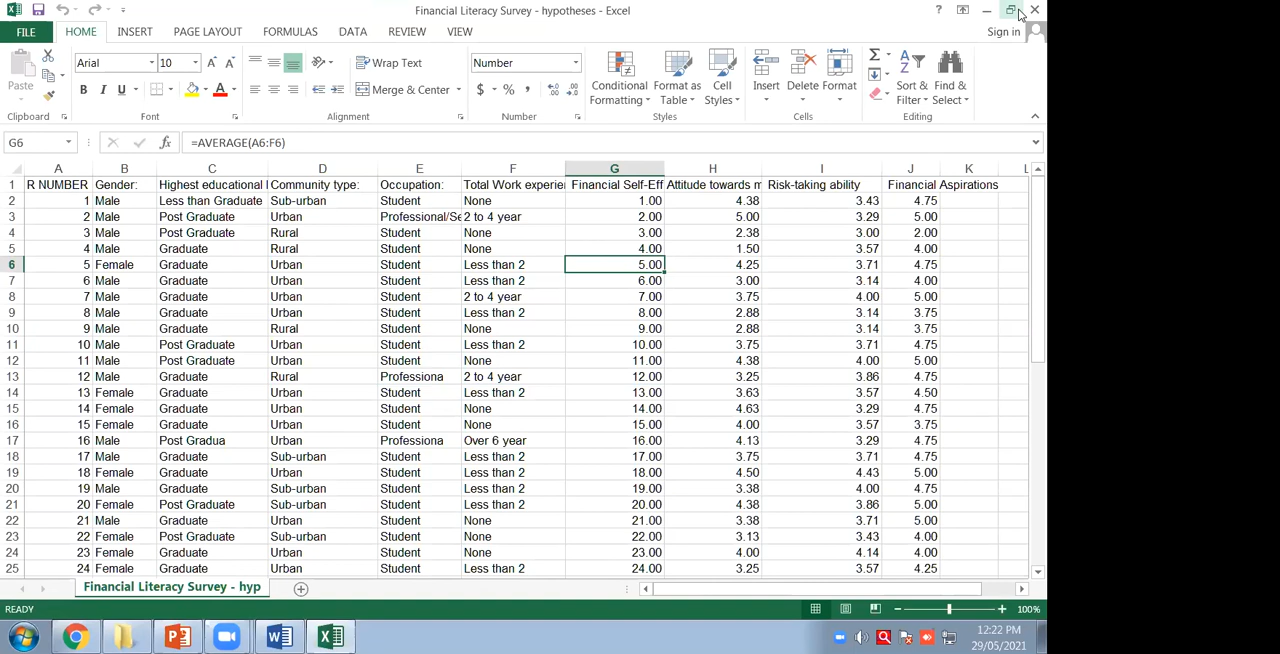 Financial Literacy Survey - hypotheses - Excel
?
FILE HOME INSERT PAGE LAYOUT FORMULAS DATA REVIEW VIEW Sign in
Arial 10 Wrap Text Number
Paste B I U Merge & Center $ % , Conditional Formatting Format as Table Cell Styles Insert Delete Format Sort & Filter Find & Select
Clipboard Font Alignment Number Styles Cells Editing
G6 fx =AVERAGE(A6:F6)
A B C D E F G H I J K L
1 R NUMBER Gender: Highest educational l Community type: Occupation: Total Work experie Financial Self-Eff Attitude towards m Risk-taking ability Financial Aspirations
2 1 Male Less than Graduate Sub-urban Student None 1.00 4.38 3.43 4.75
3 2 Male Post Graduate Urban Professional/Se 2 to 4 year 2.00 5.00 3.29 5.00
4 3 Male Post Graduate Rural Student None 3.00 2.38 3.00 2.00
5 4 Male Graduate Rural Student None 4.00 1.50 3.57 4.00
6 5 Female Graduate Urban Student Less than 2 5.00 4.25 3.71 4.75
7 6 Male Graduate Urban Student Less than 2 6.00 3.00 3.14 4.00
8 7 Male Graduate Urban Student 2 to 4 year 7.00 3.75 4.00 5.00
9 8 Male Graduate Urban Student Less than 2 8.00 2.88 3.14 3.75
10 9 Male Graduate Rural Student None 9.00 2.88 3.14 3.75
11 10 Male Post Graduate Urban Student Less than 2 10.00 3.75 3.71 4.75
12 11 Male Post Graduate Urban Student None 11.00 4.38 4.00 5.00
13 12 Male Graduate Rural Professiona 2 to 4 year 12.00 3.25 3.86 4.75
14 13 Female Graduate Urban Student Less than 2 13.00 3.63 3.57 4.50
15 14 Female Graduate Urban Student None 14.00 4.63 3.29 4.75
16 15 Female Graduate Urban Student None 15.00 4.00 3.57 3.75
17 16 Male Post Gradua Urban Professiona Over 6 year 16.00 4.13 3.29 4.75
18 17 Male Graduate Sub-urban Student Less than 2 17.00 3.75 3.71 4.75
19 18 Female Graduate Urban Student Less than 2 18.00 4.50 4.43 5.00
20 19 Male Graduate Sub-urban Student Less than 2 19.00 3.38 4.00 4.75
21 20 Female Post Graduate Sub-urban Student Less than 2 20.00 4.38 3.86 5.00
22 21 Male Graduate Urban Student None 21.00 3.38 3.71 5.00
23 22 Female Post Graduate Sub-urban Student None 22.00 3.13 3.43 4.00
24 23 Female Graduate Urban Student None 23.00 4.00 4.14 4.00
25 24 Female Graduate Urban Student Less than 2 24.00 3.25 3.57 4.25
Financial Literacy Survey - hyp
READY 100%
12:22 PM
29/05/2021